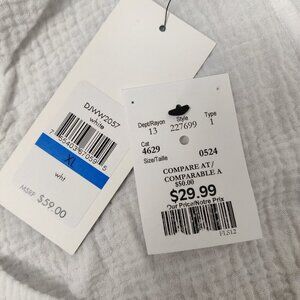 DJWW2057
white
XL
wht
MSRP $59.00
Dept/Rayon Style Type
13 227699 1
Cat
4629 0524
Size/Taille
COMPARE AT/
COMPARABLE A
$50.00
$29.99
Our Price/Notre Prix